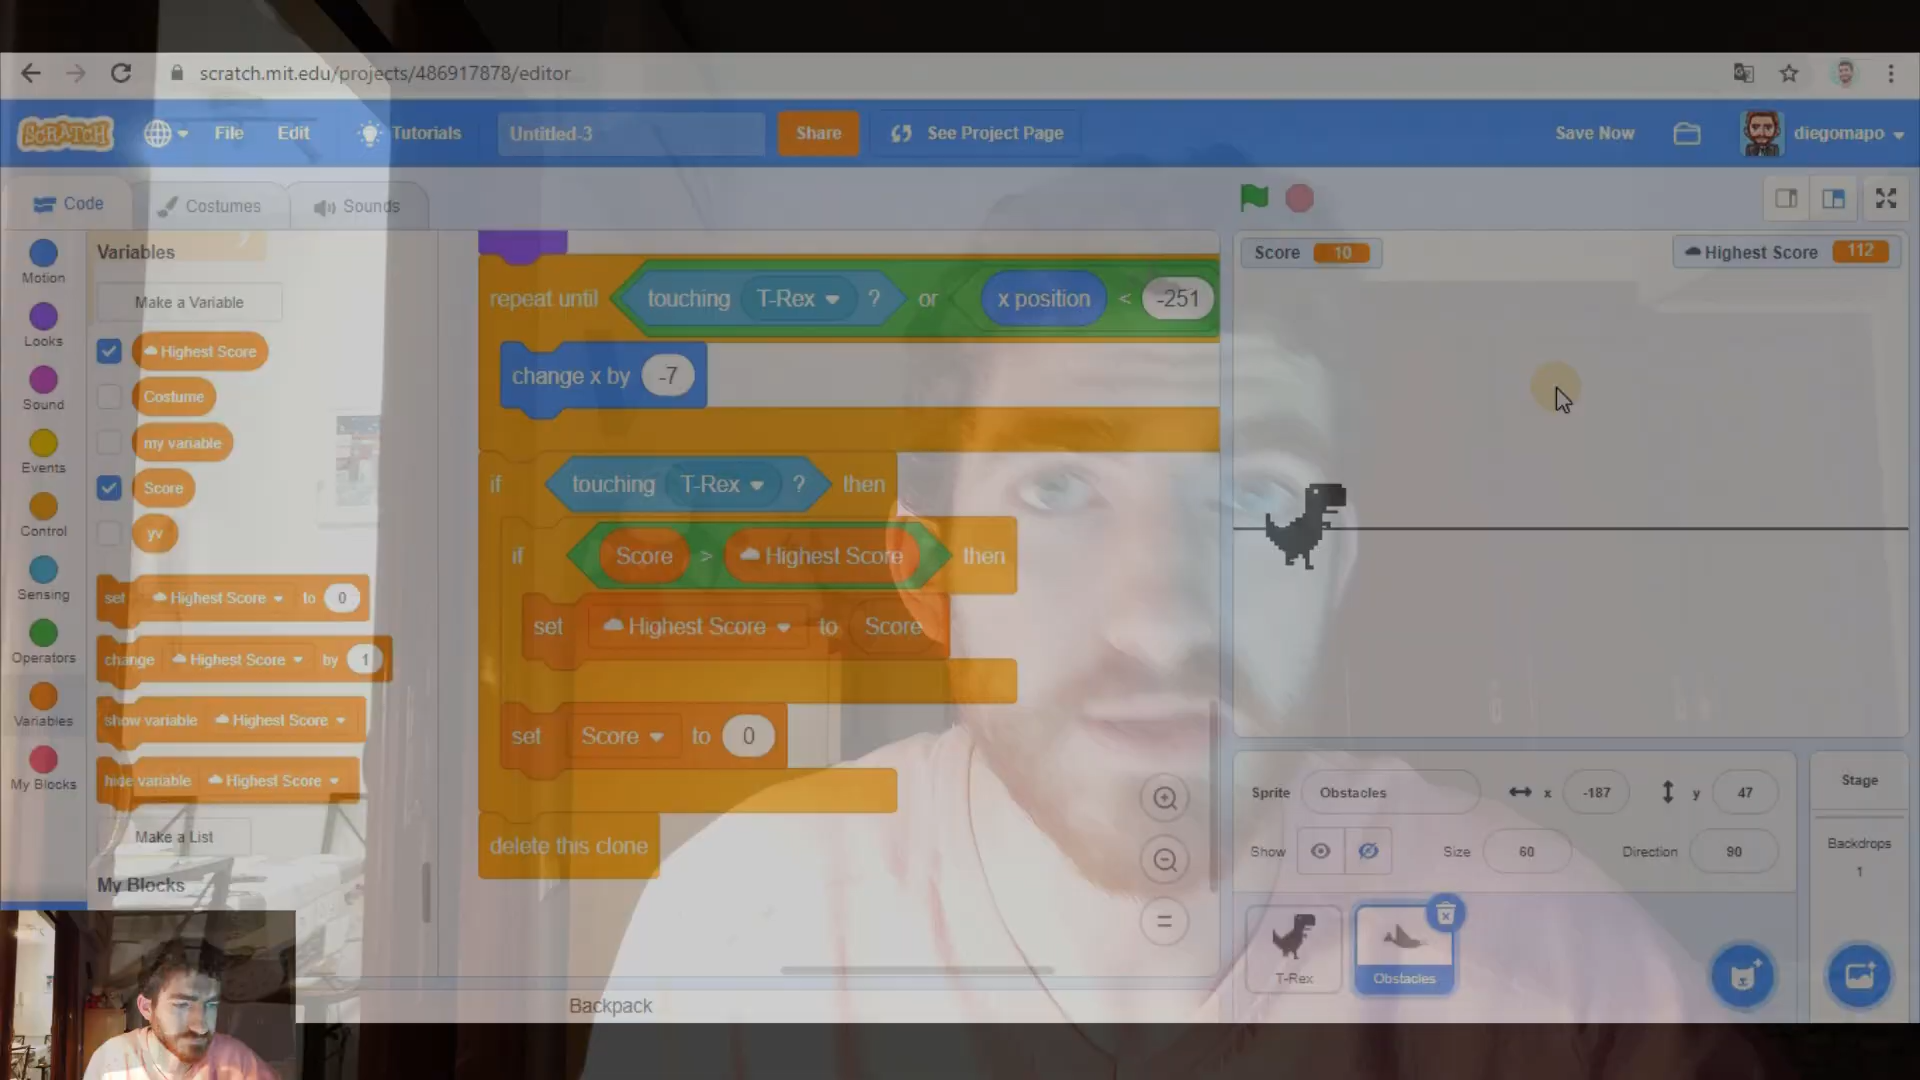 scratch.mit.edu/projects/486917878/editor
SCRATCH File Edit Tutorials Untitled-3 Share See Project Page Save Now diegomapo
Code Costumes Sounds
Motion
Looks
Sound
Events
Control
Sensing
Operators
Variables
My Blocks
Variables
Make a Variable
Highest Score
Costume
my variable
Score
yv
set Highest Score to 0
change Highest Score by 1
show variable Highest Score
hide variable Highest Score
Make a List
My Blocks
repeat until touching T-Rex ? or x position < -251
change x by -7
if touching T-Rex ? then
if Score > Highest Score then
set Highest Score to Score
set Score to 0
delete this clone
Backpack
Score 10
Highest Score 112
Sprite Obstacles x -187 y 47
Show Size 60 Direction 90
T-Rex
Obstacles
Stage
Backdrops
1